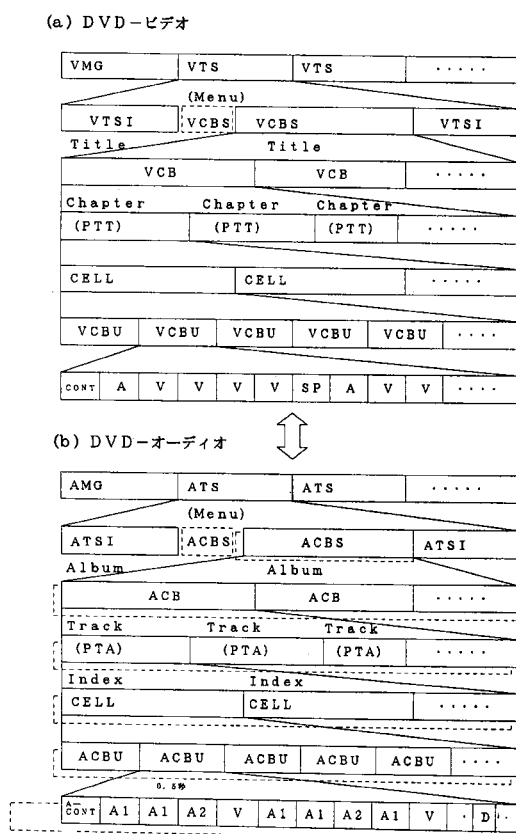 (a) DVD-ビデオ
VMG VTS VTS ・・・・・
(Menu)
VTSI VCBS VCBS VTSI
Title Title
VCB VCB ・・・・・
Chapter Chapter Chapter
(PTT) (PTT) (PTT) ・・・・・
CELL CELL ・・・・・
VCBU VCBU VCBU VCBU VCBU ・・・・
CONT A V V V V SP A V V ・・・・
(b) DVD-オーディオ
AMG ATS ATS ・・・・・
(Menu)
ATSI ACBS ACBS ATSI
Album Album
ACB ACB ・・・・・
Track Track Track
(PTA) (PTA) (PTA) ・・・・・
Index Index
CELL CELL ・・・・・
ACBU ACBU ACBU ACBU ACBU ・・・・
0.5秒
A-CONT A1 A1 A2 V A1 A1 A2 A1 V ・ D ・・